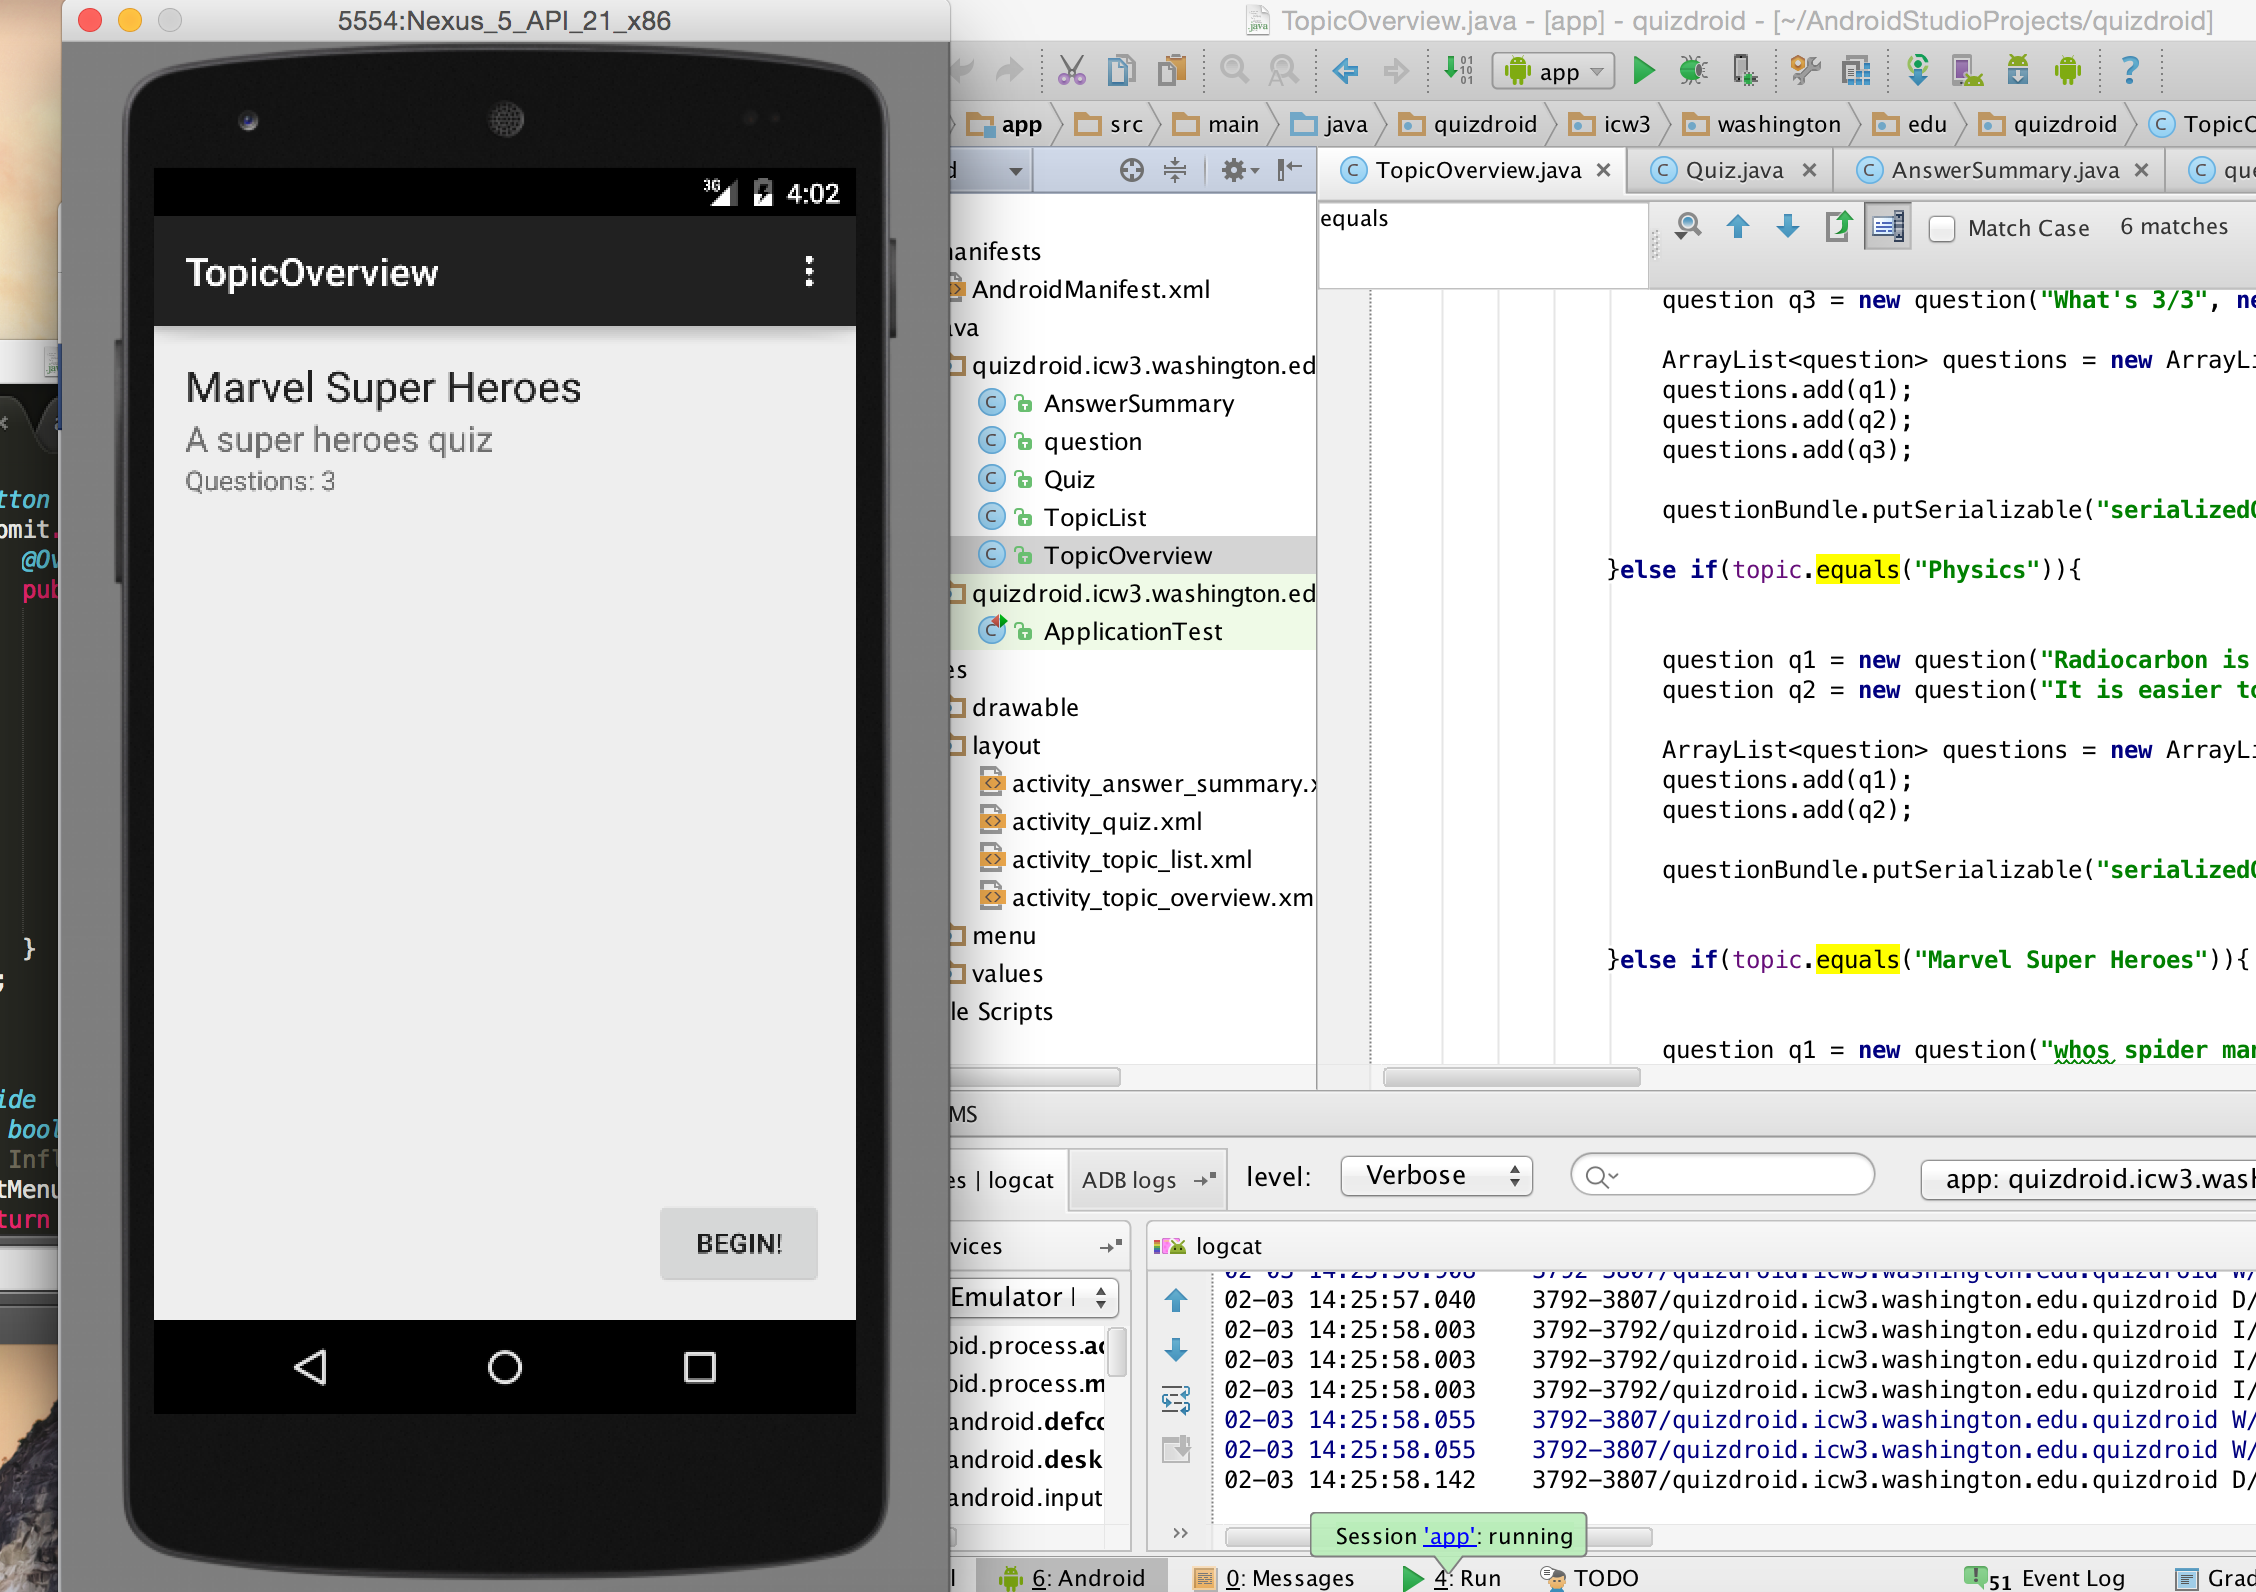 5554:Nexus_5_API_21_x86
3G 4:02
TopicOverview
Marvel Super Heroes
A super heroes quiz
Questions: 3
BEGIN!
TopicOverview.java - [app] - quizdroid - [~/AndroidStudioProjects/quizdroid]
app
app src main java quizdroid icw3 washington edu quizdroid C TopicO
TopicOverview.java Quiz.java AnswerSummary.java que
equals
Match Case 6 matches
anifests
AndroidManifest.xml
ava
quizdroid.icw3.washington.ed
AnswerSummary
question
Quiz
TopicList
TopicOverview
quizdroid.icw3.washington.ed
ApplicationTest
es
drawable
layout
activity_answer_summary.x
activity_quiz.xml
activity_topic_list.xml
activity_topic_overview.xm
menu
values
le Scripts
question q3 = new question("What's 3/3", ne
ArrayList<question> questions = new ArrayLi
questions.add(q1);
questions.add(q2);
questions.add(q3);
questionBundle.putSerializable("serializedQ
}else if(topic.equals("Physics")){
question q1 = new question("Radiocarbon is
question q2 = new question("It is easier to
ArrayList<question> questions = new ArrayLi
questions.add(q1);
questions.add(q2);
questionBundle.putSerializable("serializedQ
}else if(topic.equals("Marvel Super Heroes")){
question q1 = new question("whos spider man
MS
es | logcat ADB logs level: Verbose app: quizdroid.icw3.wash
vices logcat
Emulator
oid.process.ac
oid.process.m
android.defco
android.desk
android.input
02-03 14:25:56.908 3792-3807/quizdroid.icw3.washington.edu.quizdroid W/
02-03 14:25:57.040 3792-3807/quizdroid.icw3.washington.edu.quizdroid D/
02-03 14:25:58.003 3792-3792/quizdroid.icw3.washington.edu.quizdroid I/
02-03 14:25:58.003 3792-3792/quizdroid.icw3.washington.edu.quizdroid I/
02-03 14:25:58.003 3792-3792/quizdroid.icw3.washington.edu.quizdroid I/
02-03 14:25:58.055 3792-3807/quizdroid.icw3.washington.edu.quizdroid W/
02-03 14:25:58.055 3792-3807/quizdroid.icw3.washington.edu.quizdroid W/
02-03 14:25:58.142 3792-3807/quizdroid.icw3.washington.edu.quizdroid D/
Session 'app': running
6: Android 0: Messages 4: Run TODO 51 Event Log Grad
tton
bmit.
@Ov
pub
}
;
ide
bool
Infl
tMenu
turn